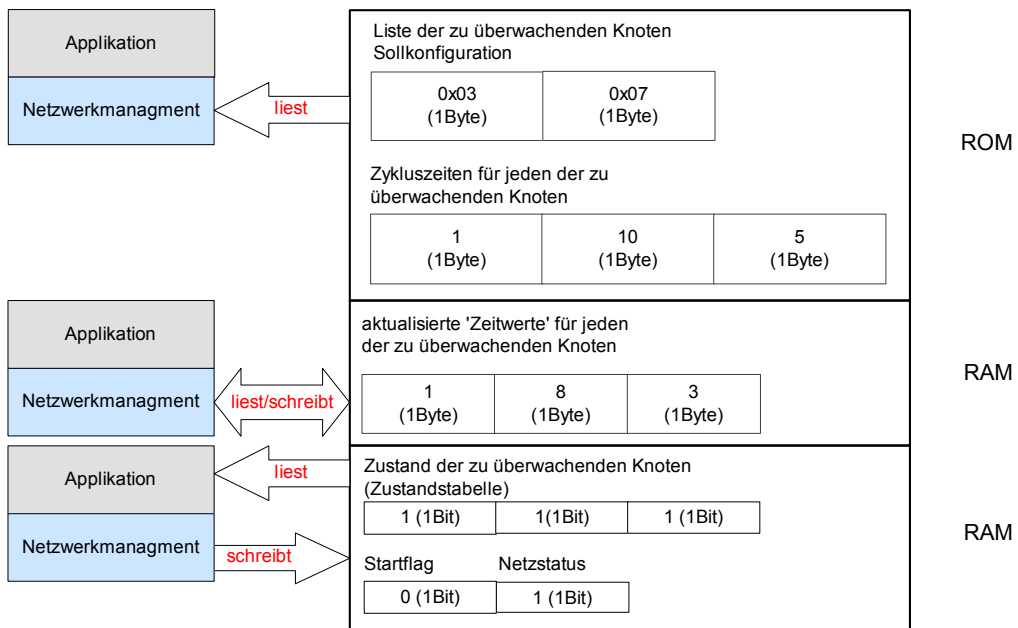 Applikation
Netzwerkmanagment
liest
Liste der zu überwachenden Knoten
Sollkonfiguration
0x03
(1Byte)
0x07
(1Byte)
Zykluszeiten für jeden der zu
überwachenden Knoten
1
(1Byte)
10
(1Byte)
5
(1Byte)
ROM
Applikation
Netzwerkmanagment
liest/schreibt
aktualisierte 'Zeitwerte' für jeden
der zu überwachenden Knoten
1
(1Byte)
8
(1Byte)
3
(1Byte)
RAM
Applikation
Netzwerkmanagment
liest
schreibt
Zustand der zu überwachenden Knoten
(Zustandstabelle)
1 (1Bit)
1(1Bit)
1 (1Bit)
Startflag
Netzstatus
0 (1Bit)
1 (1Bit)
RAM